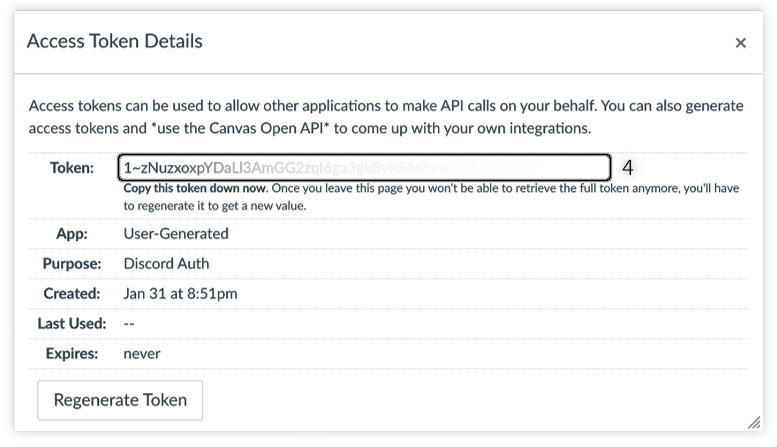 Access Token Details ×
Access tokens can be used to allow other applications to make API calls on your behalf. You can also generate
access tokens and *use the Canvas Open API* to come up with your own integrations.
Token: 4
Copy this token down now. Once you leave this page you won't be able to retrieve the full token anymore, you'll have
to regenerate it to get a new value.
App: User-Generated
Purpose: Discord Auth
Created: Jan 31 at 8:51pm
Last Used: --
Expires: never
Regenerate Token